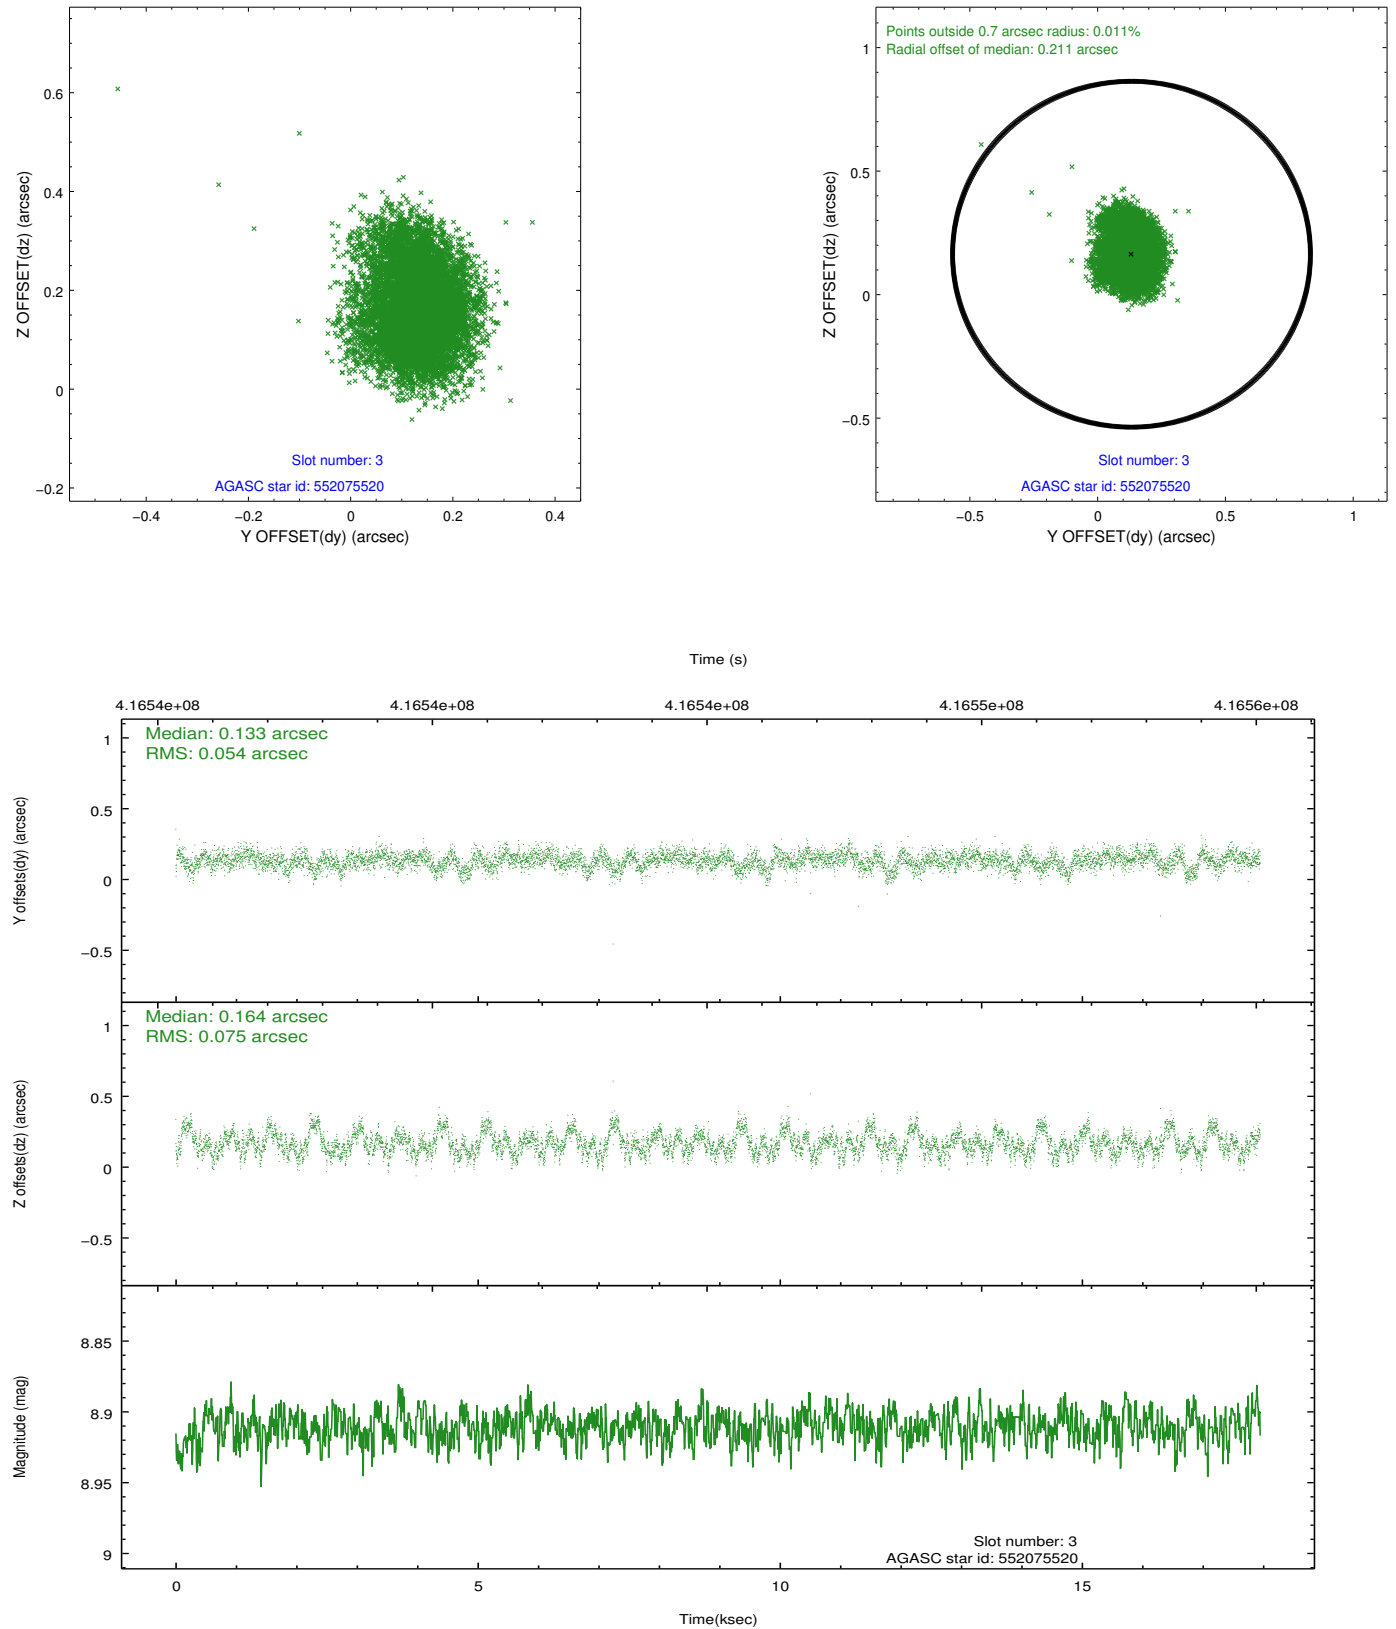 0.6
0.4
0.2
0
−0.2
Z OFFSET(dz) (arcsec)
Slot number: 3
AGASC star id: 552075520
−0.4 −0.2 0 0.2 0.4
Y OFFSET(dy) (arcsec)
Points outside 0.7 arcsec radius: 0.011%
Radial offset of median: 0.211 arcsec
1
0.5
0
−0.5
Z OFFSET(dz) (arcsec)
Slot number: 3
AGASC star id: 552075520
−0.5 0 0.5 1
Y OFFSET(dy) (arcsec)
Time (s)
4.1654e+08 4.1654e+08 4.1654e+08 4.1655e+08 4.1656e+08
Median: 0.133 arcsec
RMS: 0.054 arcsec
1
0.5
0
−0.5
Y offsets(dy) (arcsec)
Median: 0.164 arcsec
RMS: 0.075 arcsec
1
0.5
0
−0.5
Z offsets(dz) (arcsec)
8.85
8.9
8.95
9
Magnitude (mag)
Slot number: 3
AGASC star id: 552075520
0 5 10 15
Time(ksec)